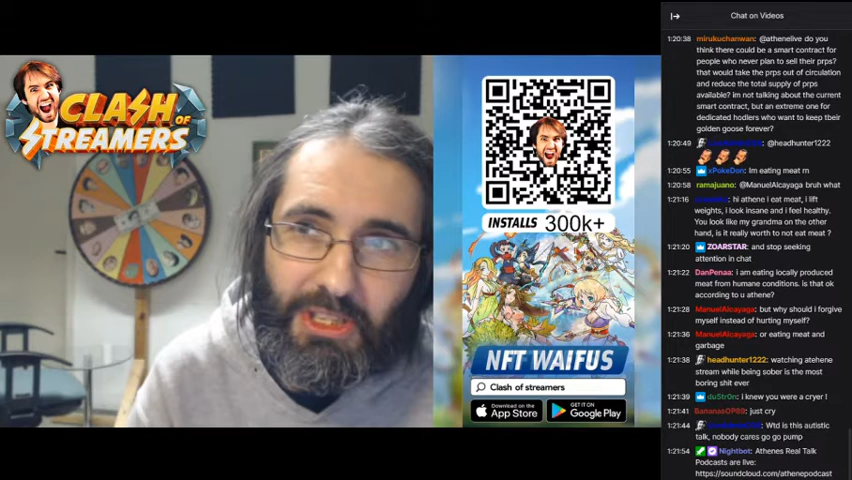 CLASH OF
STREAMERS
INSTALLS 300k+
NFT WAIFUS
Clash of streamers
Download on the
App Store
GET IT ON
Google Play
Chat on Videos
1:20:38 mirukuchanwan: @athenelive do you
think there could be a smart contract for
people who never plan to sell their prps?
that would take the prps out of circulation
and reduce the total supply of prps
available? im not talking about the current
smart contract, but an extreme one for
dedicated hodlers who want to keep tbeir
golden goose forever?
1:20:49 @headhunter1222
1:20:55 xPokeDon: Im eating meat rn
1:20:58 ramajuano: @ManuelAlcayaga bruh what
1:21:16 hi athene i eat meat, i lift
weights, i look insane and i feel healthy.
You look like my grandma on the other
hand, is it really worth to not eat meat ?
1:21:20 ZOARSTAR: and stop seeking
attention in chat
1:21:22 DanPenaa: i am eating locally produced
meat from humane conditions. is that ok
according to u athene?
1:21:28 ManuelAlcayaga: but why should i forgive
myself instead of hurting myself?
1:21:36 ManuelAlcayaga: or eating meat and
garbage
1:21:38 headhunter1222: watching atehene
stream while being sober is the most
boring shit ever
1:21:39 du5tr0n: i knew you were a cryer !
1:21:41 BananasOP89: just cry
1:21:44 Wtd is this autistic
talk, nobody cares go go pump
1:21:54 Nightbot: Athenes Real Talk
Podcasts are live:
https://soundcloud.com/athenepodcast